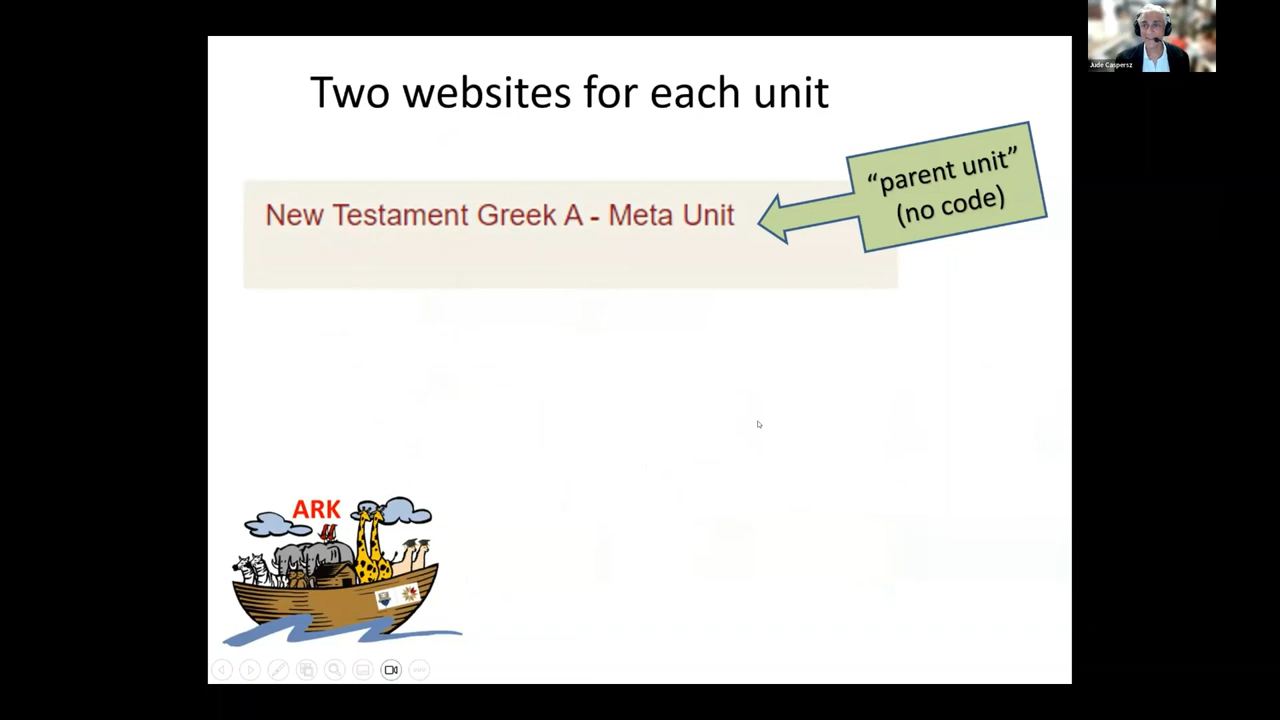 Two websites for each unit
Jude Caspersz
"parent unit"
(no code)
New Testament Greek A - Meta Unit
ARK